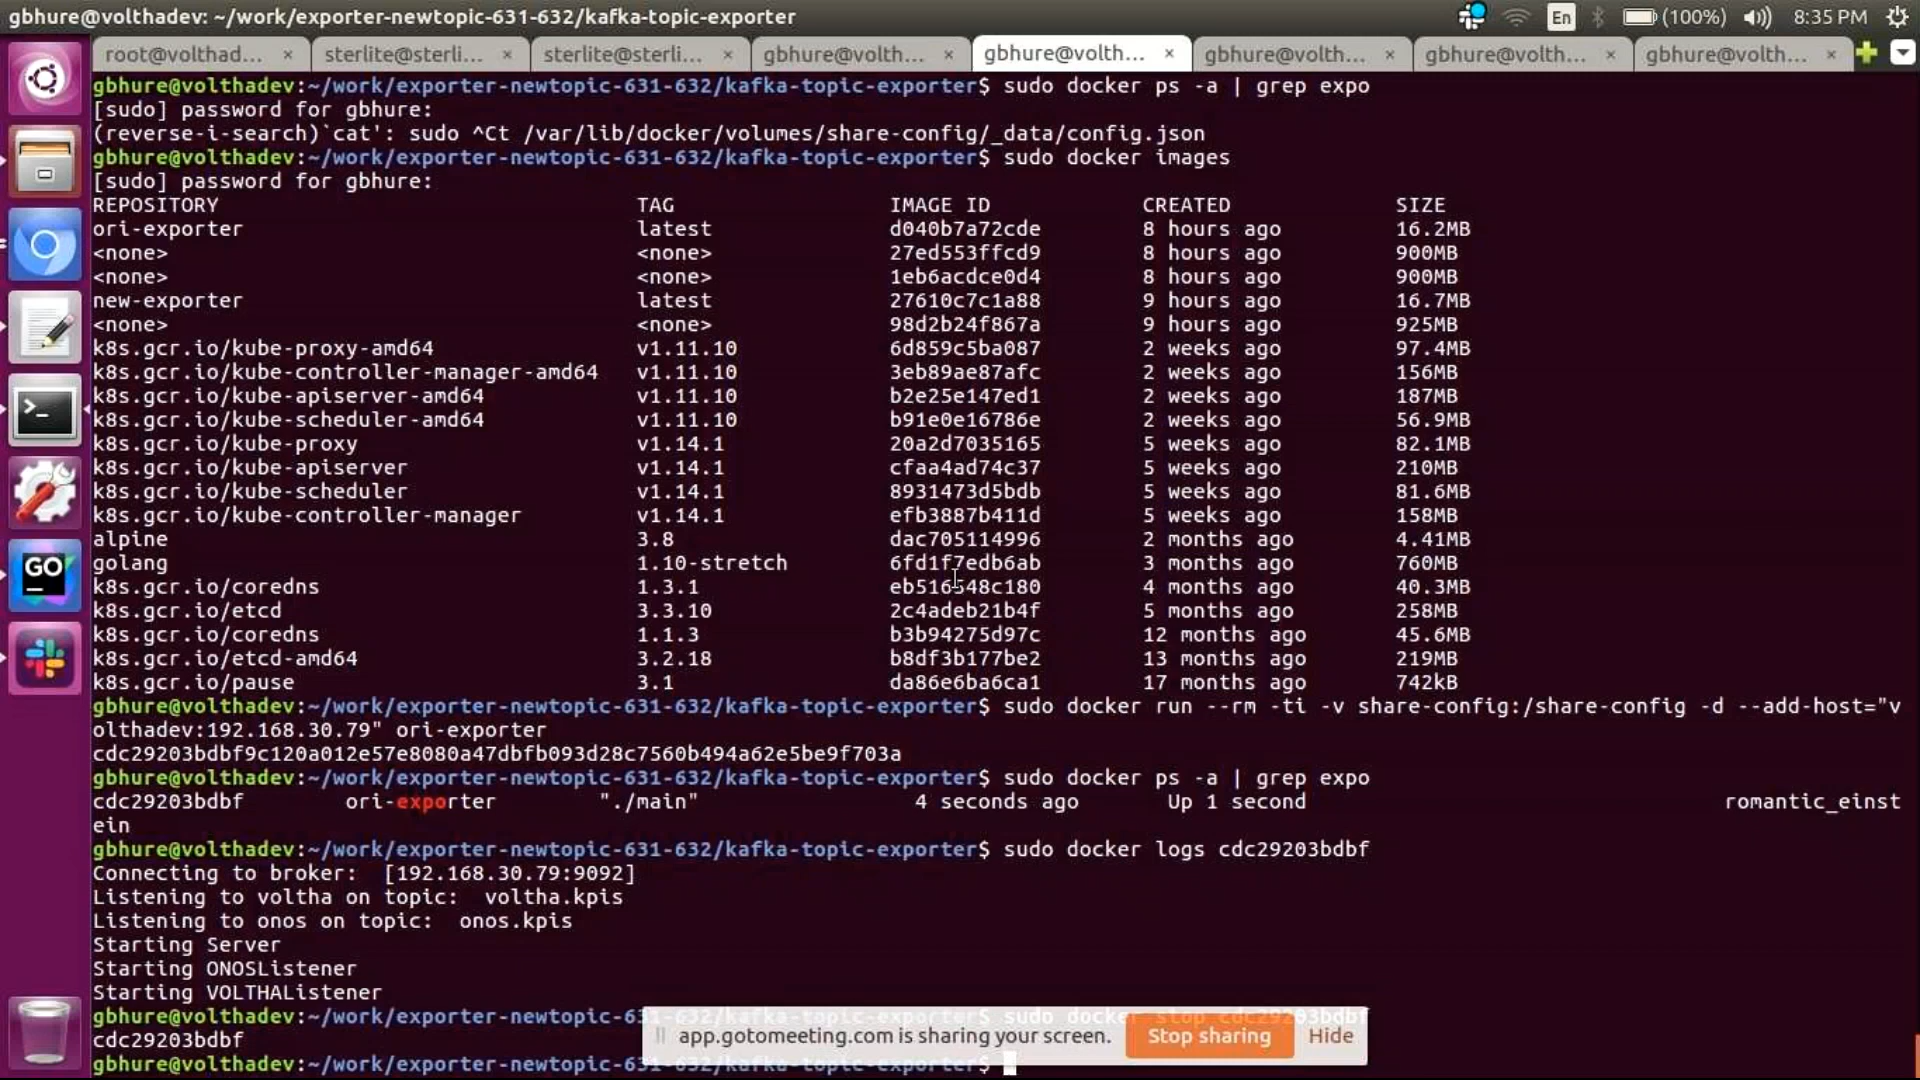 gbhure@volthadev: ~/work/exporter-newtopic-631-632/kafka-topic-exporter
En
(100%)
8:35 PM
root@volthad... ×
sterlite@sterli... ×
sterlite@sterli... ×
gbhure@volth... ×
gbhure@volth... ×
gbhure@volth... ×
gbhure@volth... ×
gbhure@volth... ×
gbhure@volthadev:~/work/exporter-newtopic-631-632/kafka-topic-exporter$ sudo docker ps -a | grep expo
[sudo] password for gbhure:
(reverse-i-search)`cat': sudo ^Ct /var/lib/docker/volumes/share-config/_data/config.json
gbhure@volthadev:~/work/exporter-newtopic-631-632/kafka-topic-exporter$ sudo docker images
[sudo] password for gbhure:
REPOSITORY TAG IMAGE ID CREATED SIZE
ori-exporter latest d040b7a72cde 8 hours ago 16.2MB
<none> <none> 27ed553ffcd9 8 hours ago 900MB
<none> <none> 1eb6acdce0d4 8 hours ago 900MB
new-exporter latest 27610c7c1a88 9 hours ago 16.7MB
<none> <none> 98d2b24f867a 9 hours ago 925MB
k8s.gcr.io/kube-proxy-amd64 v1.11.10 6d859c5ba087 2 weeks ago 97.4MB
k8s.gcr.io/kube-controller-manager-amd64 v1.11.10 3eb89ae87afc 2 weeks ago 156MB
k8s.gcr.io/kube-apiserver-amd64 v1.11.10 b2e25e147ed1 2 weeks ago 187MB
k8s.gcr.io/kube-scheduler-amd64 v1.11.10 b91e0e16786e 2 weeks ago 56.9MB
k8s.gcr.io/kube-proxy v1.14.1 20a2d7035165 5 weeks ago 82.1MB
k8s.gcr.io/kube-apiserver v1.14.1 cfaa4ad74c37 5 weeks ago 210MB
k8s.gcr.io/kube-scheduler v1.14.1 8931473d5bdb 5 weeks ago 81.6MB
k8s.gcr.io/kube-controller-manager v1.14.1 efb3887b411d 5 weeks ago 158MB
alpine 3.8 dac705114996 2 months ago 4.41MB
golang 1.10-stretch 6fd1f7edb6ab 3 months ago 760MB
k8s.gcr.io/coredns 1.3.1 eb516548c180 4 months ago 40.3MB
k8s.gcr.io/etcd 3.3.10 2c4adeb21b4f 5 months ago 258MB
k8s.gcr.io/coredns 1.1.3 b3b94275d97c 12 months ago 45.6MB
k8s.gcr.io/etcd-amd64 3.2.18 b8df3b177be2 13 months ago 219MB
k8s.gcr.io/pause 3.1 da86e6ba6ca1 17 months ago 742kB
gbhure@volthadev:~/work/exporter-newtopic-631-632/kafka-topic-exporter$ sudo docker run --rm -ti -v share-config:/share-config -d --add-host="v
olthadev:192.168.30.79" ori-exporter
cdc29203bdbf9c120a012e57e8080a47dbfb093d28c7560b494a62e5be9f703a
gbhure@volthadev:~/work/exporter-newtopic-631-632/kafka-topic-exporter$ sudo docker ps -a | grep expo
cdc29203bdbf ori-exporter "./main" 4 seconds ago Up 1 second romantic_einst
ein
gbhure@volthadev:~/work/exporter-newtopic-631-632/kafka-topic-exporter$ sudo docker logs cdc29203bdbf
Connecting to broker: [192.168.30.79:9092]
Listening to voltha on topic: voltha.kpis
Listening to onos on topic: onos.kpis
Starting Server
Starting ONOSListener
Starting VOLTHAListener
gbhure@volthadev:~/work/exporter-newtopic-631-632/kafka-topic-exporter$ sudo docker stop cdc29203bdbf
cdc29203bdbf
gbhure@volthadev:~/work/exporter-newtopic-631-632/kafka-topic-exporter$
app.gotomeeting.com is sharing your screen.
Stop sharing
Hide
GO